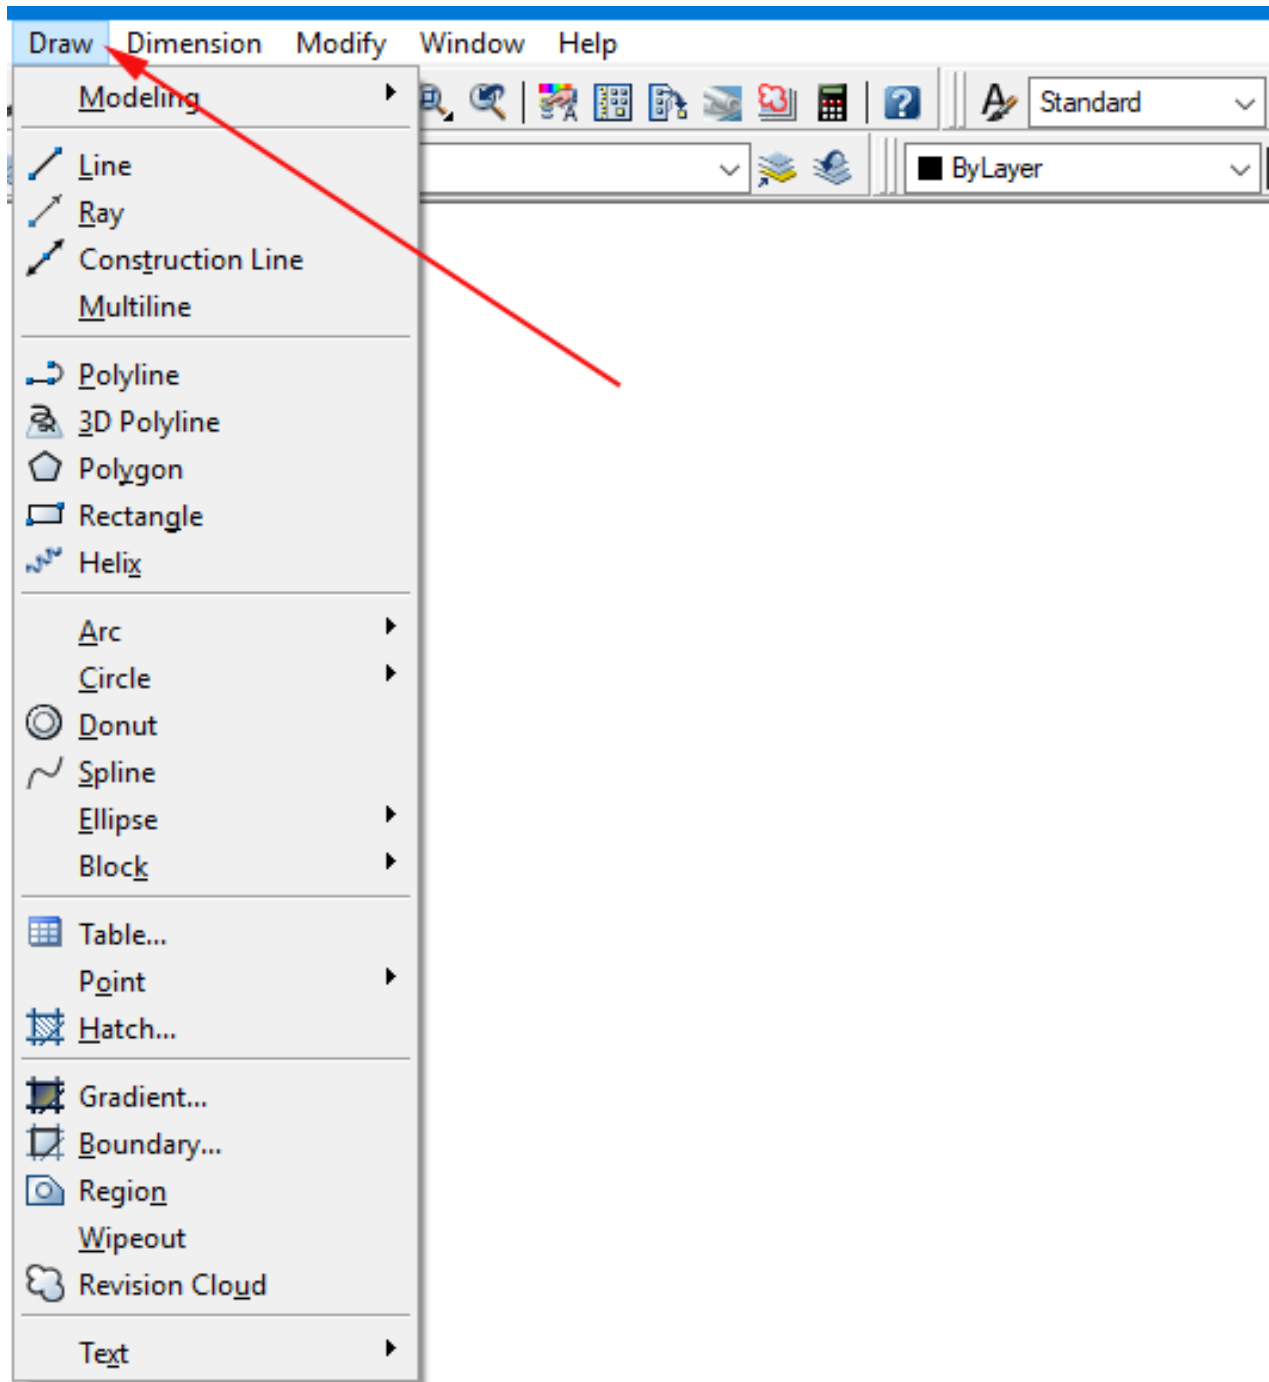 Draw Dimension Modify Window Help
Modeling
Standard
Line
ByLayer
Ray
Construction Line
Multiline
Polyline
3D Polyline
Polygon
Rectangle
Helix
Arc
Circle
Donut
Spline
Ellipse
Block
Table...
Point
Hatch...
Gradient...
Boundary...
Region
Wipeout
Revision Cloud
Text